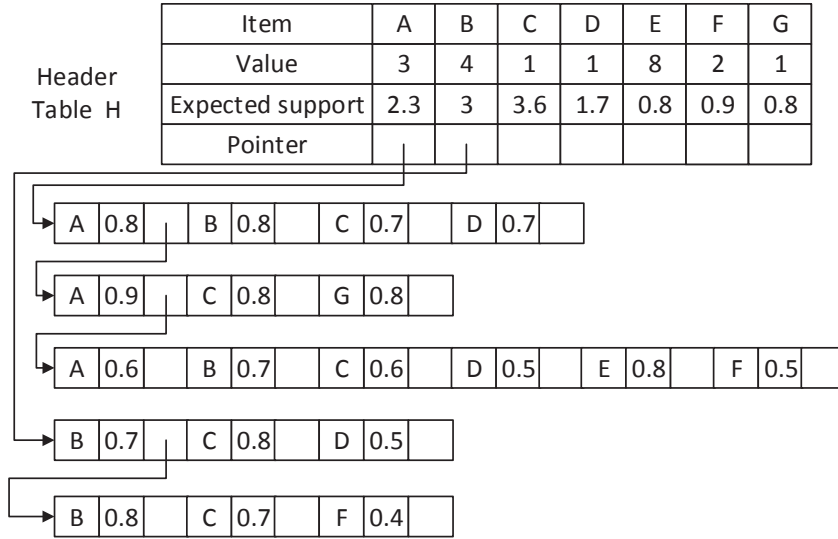 Item A B C D E F G
Header Table H
Value 3 4 1 1 8 2 1
Expected support 2.3 3 3.6 1.7 0.8 0.9 0.8
Pointer
A 0.8 B 0.8 C 0.7 D 0.7
A 0.9 C 0.8 G 0.8
A 0.6 B 0.7 C 0.6 D 0.5 E 0.8 F 0.5
B 0.7 C 0.8 D 0.5
B 0.8 C 0.7 F 0.4